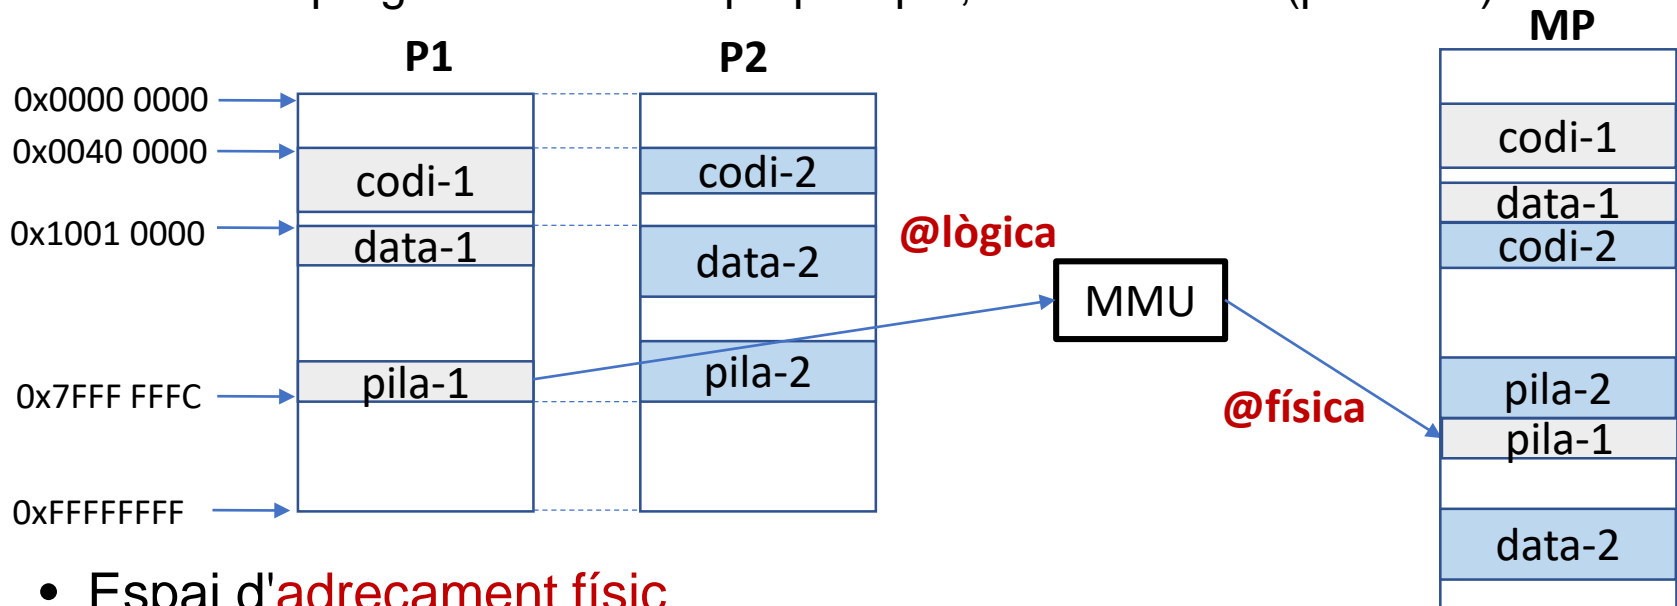 MP
P1
P2
0x0000 0000
0x0040 0000
0x1001 0000
0x7FFF FFFC
0xFFFFFFFF
codi-1
data-1
pila-1
codi-2
data-2
pila-2
@lògica
MMU
@física
codi-1
data-1
codi-2
pila-2
pila-1
data-2
• Espai d'adreçament físic